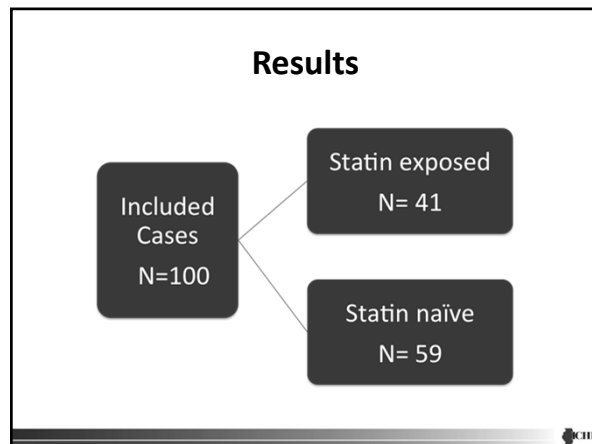 Results
Included
Cases
N=100
Statin exposed
N= 41
Statin naïve
N= 59